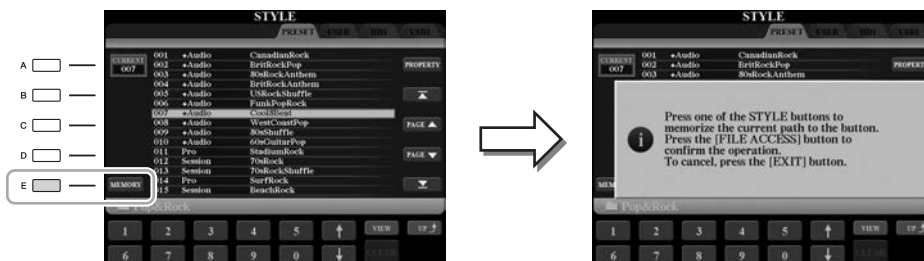 STYLE
PRESET USER HD1 USB1
CURRENT
007
001 +Audio CanadianRock
002 +Audio BritRockPop
003 +Audio 80sRockAnthem
004 +Audio BritRockAnthem
005 +Audio USRockShuffle
006 +Audio FunkPopRock
007 +Audio Cool8Beat
008 +Audio WestCoastPop
009 +Audio 80sShuffle
010 +Audio 60sGuitarPop
011 Pro StadiumRock
012 Session 70sRock
013 Session 70sRockShuffle
014 Pro SurfRock
015 Session BeachRock
PROPERTY
PAGE
PAGE
MEMORY
Pop&Rock
1 2 3 4 5 VIEW UP
6 7 8 9 0 CLEAR
A
B
C
D
E
STYLE
PRESET USER HD1 USB1
CURRENT
007
001 +Audio CanadianRock
002 +Audio BritRockPop
003 +Audio 80sRockAnthem
PROPERT
Press one of the STYLE buttons to
memorize the current path to the button.
Press the [FILE ACCESS] button to
confirm the operation.
To cancel, press the [EXIT] button.
MEM
Pop&Rock
1 2 3 4 5 VIEW UP
6 7 8 9 0